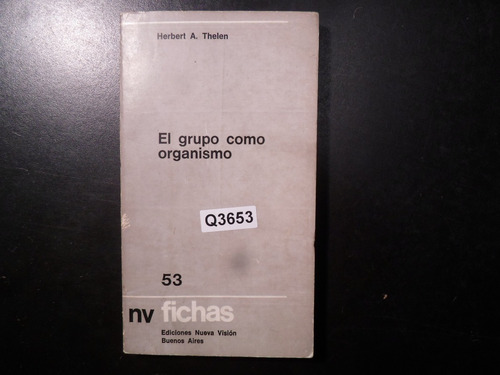 Herbert A. Thelen
El grupo como
organismo
Q3653
53
nv fichas
Ediciones Nueva Visión
Buenos Aires